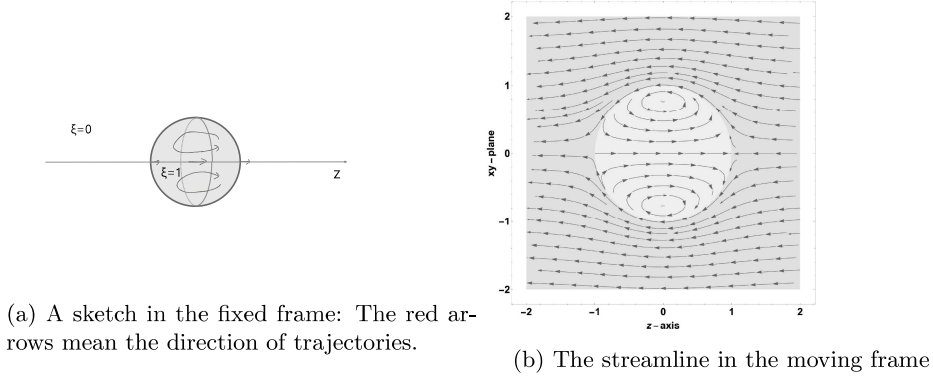 ξ=0
ξ=1
Z
(a) A sketch in the fixed frame: The red ar-
rows mean the direction of trajectories.
2
1
0
-1
-2
xy-plane
-2 -1 0 1 2
z-axis
(b) The streamline in the moving frame